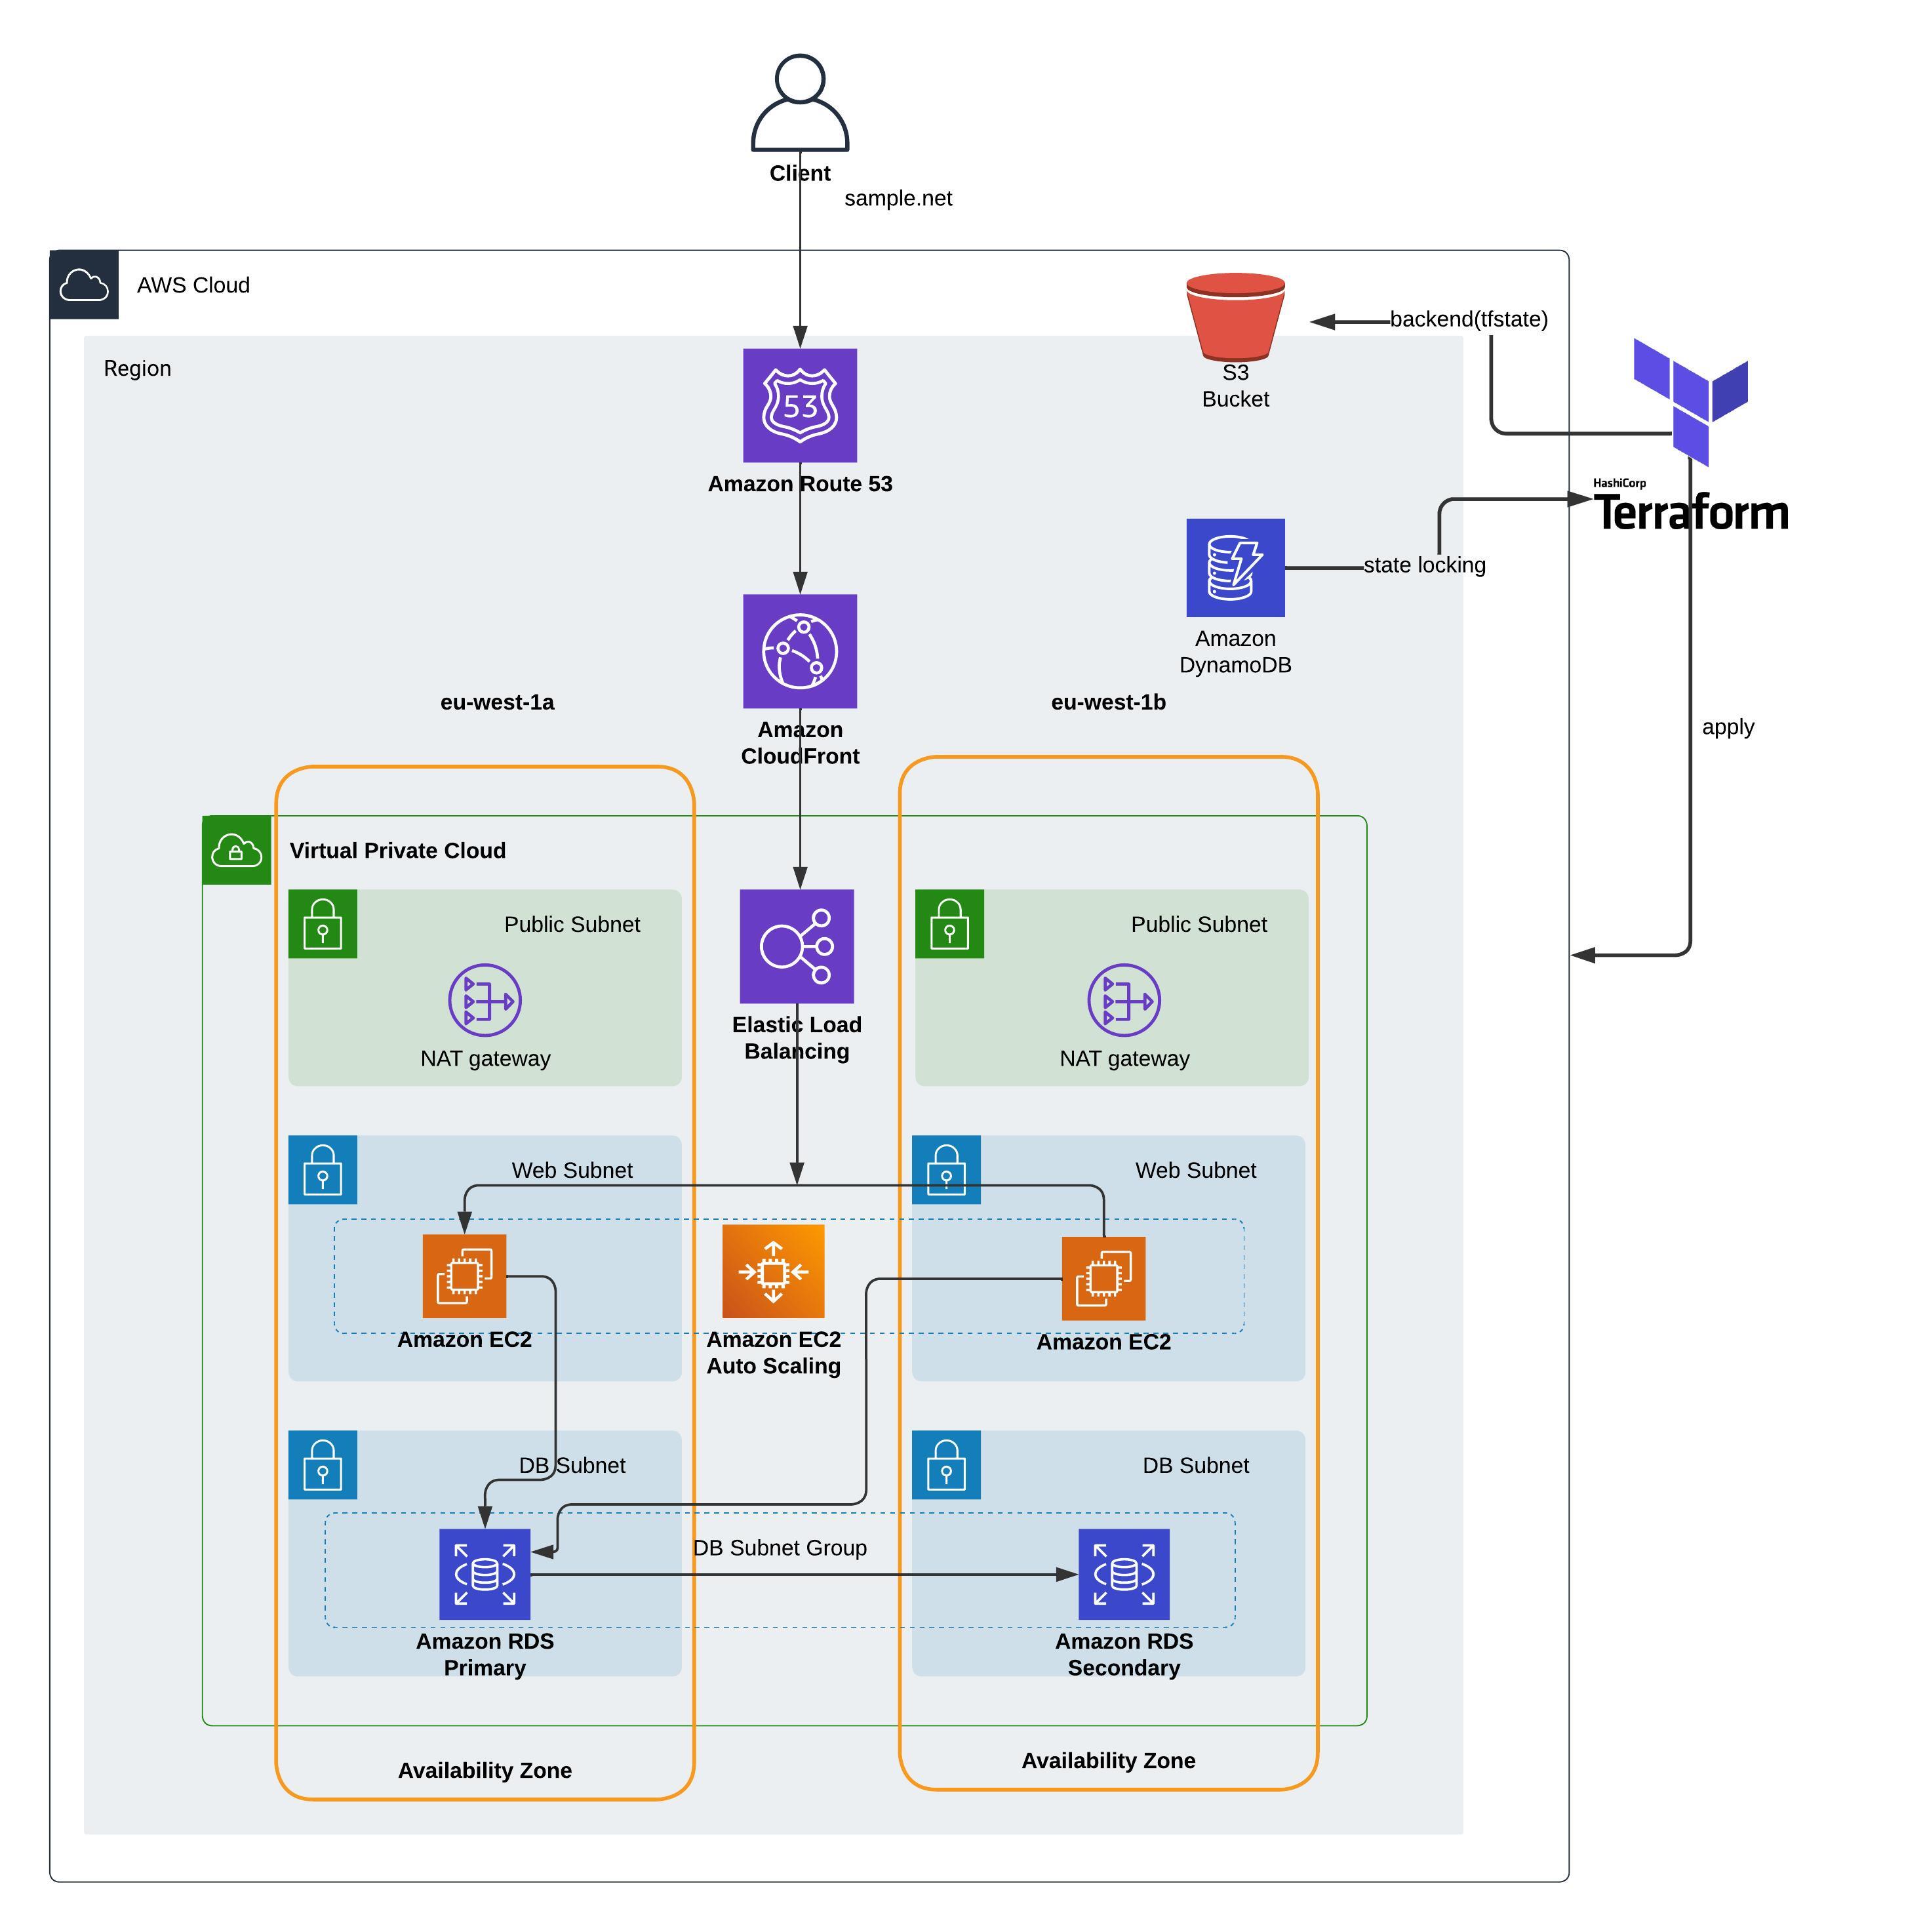 Client
sample.net
AWS Cloud
backend(tfstate)
Region
S3
Bucket
53
Amazon Route 53
HashiCorp
Terraform
state locking
Amazon
DynamoDB
eu-west-1a
eu-west-1b
Amazon
CloudFront
apply
Virtual Private Cloud
Public Subnet
Public Subnet
NAT gateway
NAT gateway
Elastic Load
Balancing
Web Subnet
Web Subnet
Amazon EC2
Amazon EC2
Auto Scaling
Amazon EC2
DB Subnet
DB Subnet
DB Subnet Group
Amazon RDS
Primary
Amazon RDS
Secondary
Availability Zone
Availability Zone